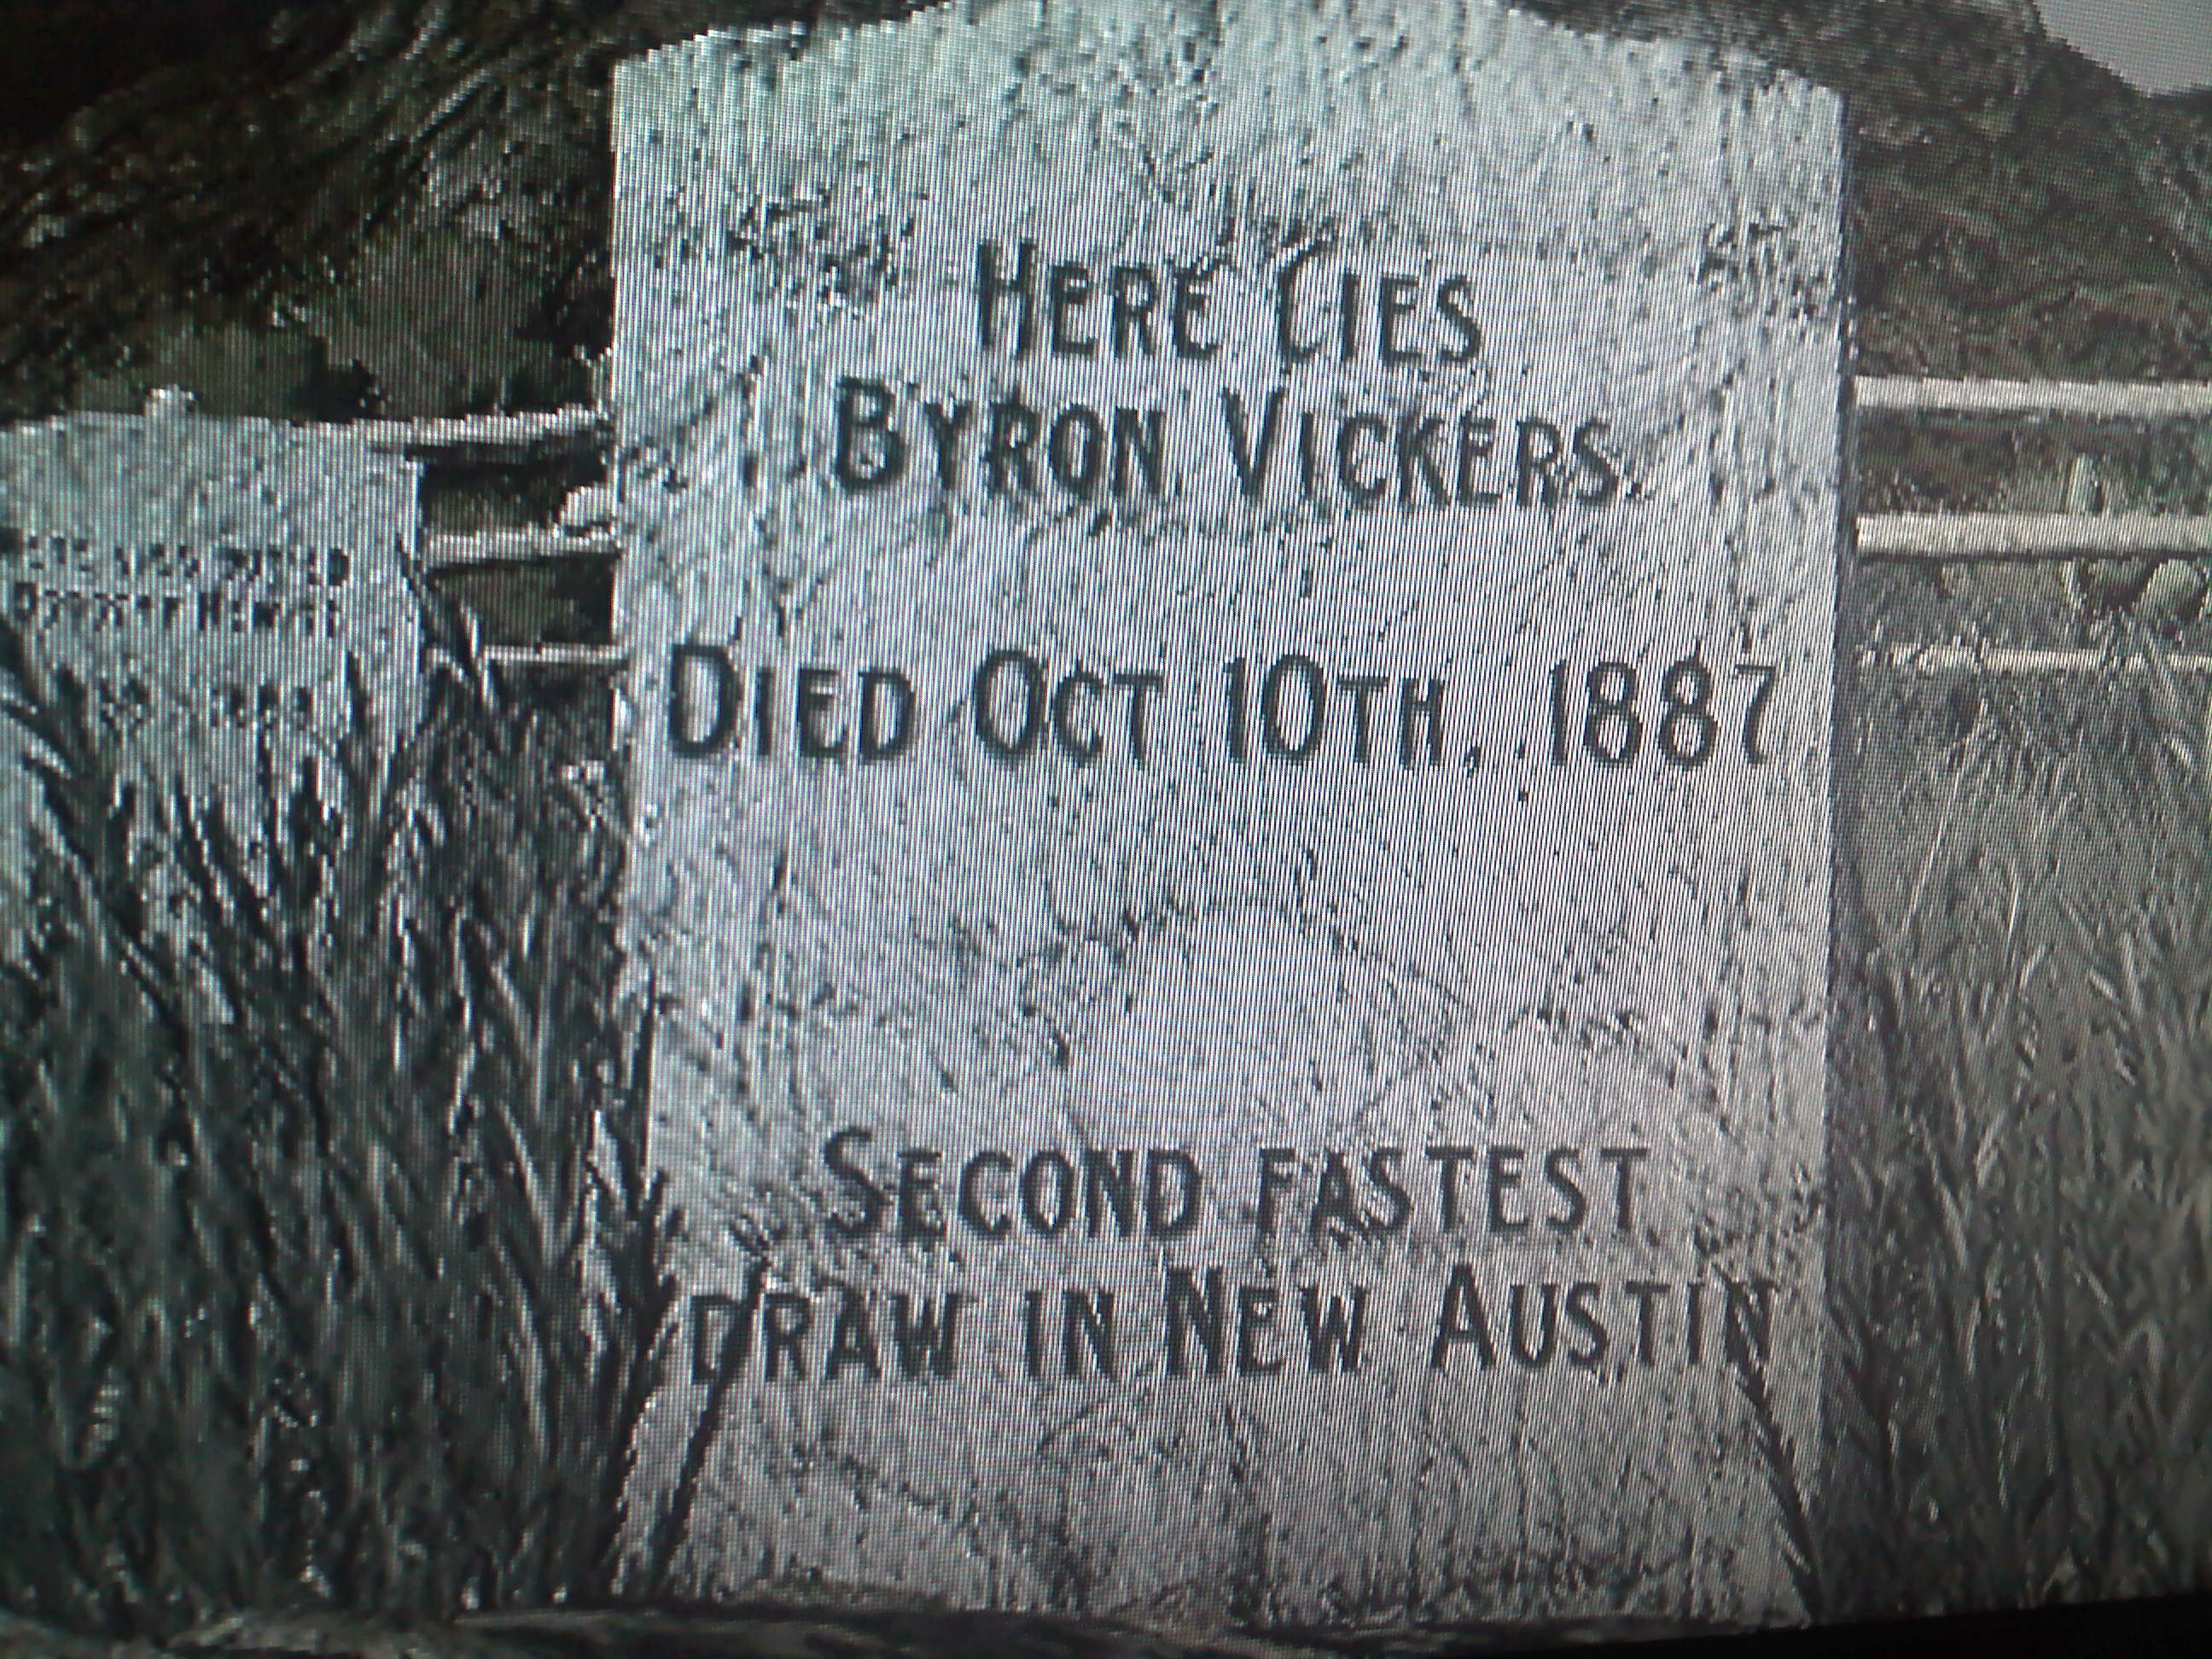 Here Lies
Byron Vickers
Died Oct 10th, 1887
Second fastest
draw in New Austin